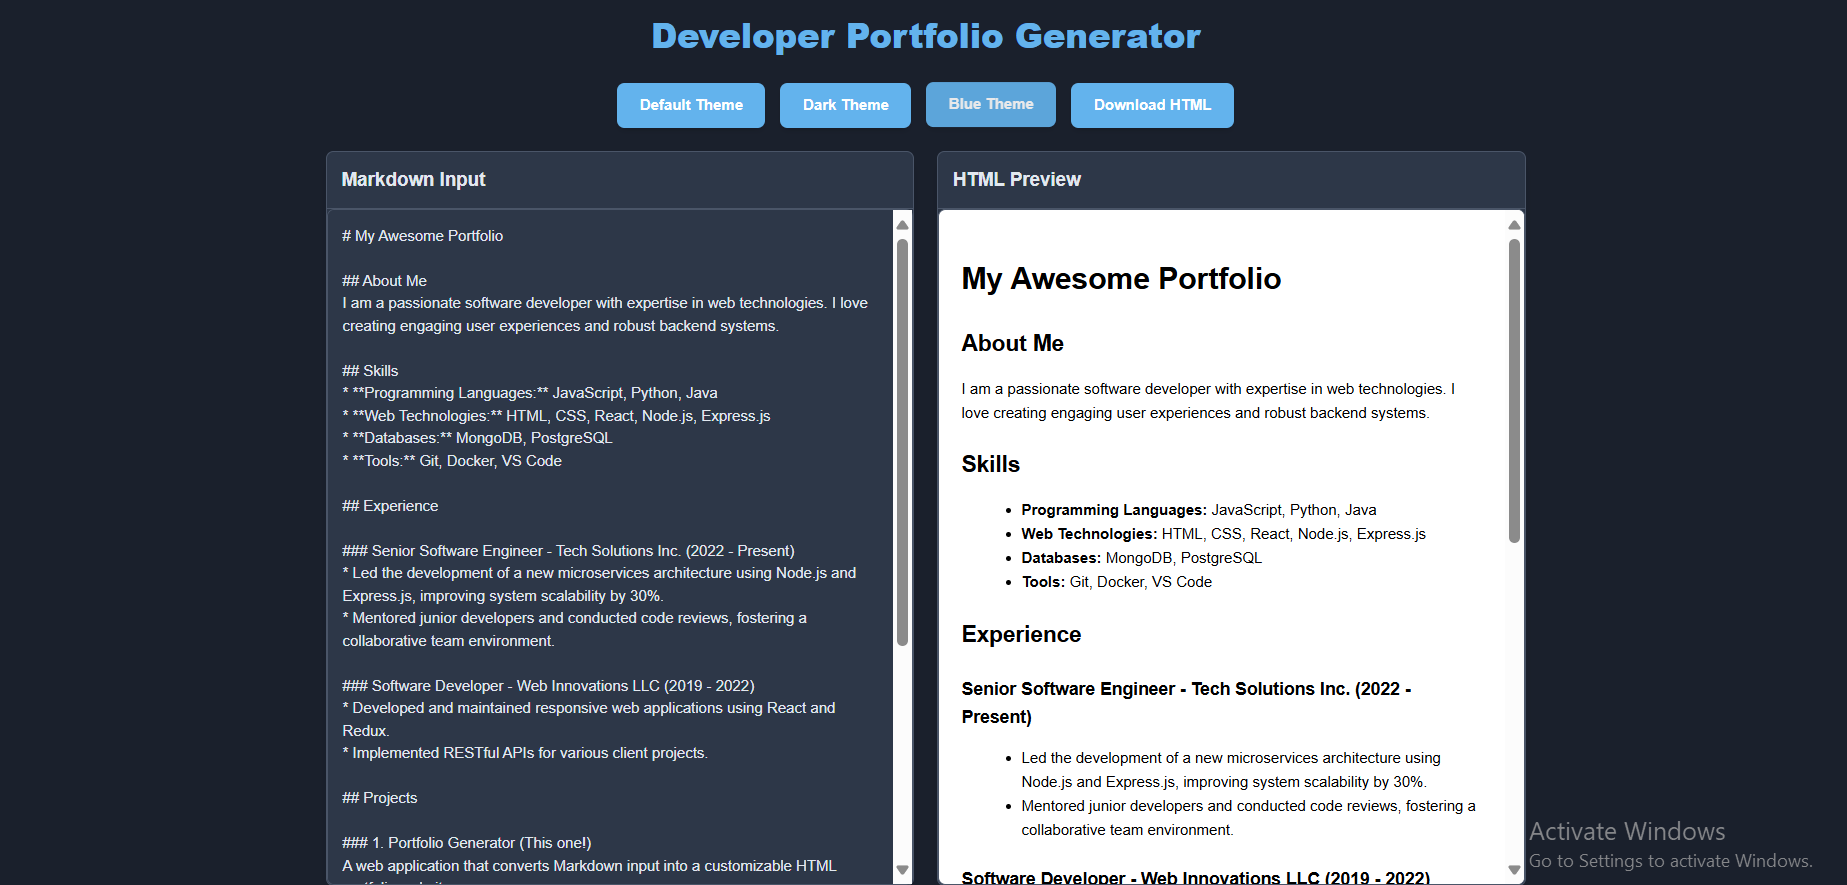 Developer Portfolio Generator
Default Theme
Dark Theme
Blue Theme
Download HTML
Markdown Input
# My Awesome Portfolio
## About Me
I am a passionate software developer with expertise in web technologies. I love
creating engaging user experiences and robust backend systems.
## Skills
* **Programming Languages:** JavaScript, Python, Java
* **Web Technologies:** HTML, CSS, React, Node.js, Express.js
* **Databases:** MongoDB, PostgreSQL
* **Tools:** Git, Docker, VS Code
## Experience
### Senior Software Engineer - Tech Solutions Inc. (2022 - Present)
* Led the development of a new microservices architecture using Node.js and
Express.js, improving system scalability by 30%.
* Mentored junior developers and conducted code reviews, fostering a
collaborative team environment.
### Software Developer - Web Innovations LLC (2019 - 2022)
* Developed and maintained responsive web applications using React and
Redux.
* Implemented RESTful APIs for various client projects.
## Projects
### 1. Portfolio Generator (This one!)
A web application that converts Markdown input into a customizable HTML
HTML Preview
My Awesome Portfolio
About Me
I am a passionate software developer with expertise in web technologies. I
love creating engaging user experiences and robust backend systems.
Skills
• Programming Languages: JavaScript, Python, Java
• Web Technologies: HTML, CSS, React, Node.js, Express.js
• Databases: MongoDB, PostgreSQL
• Tools: Git, Docker, VS Code
Experience
Senior Software Engineer - Tech Solutions Inc. (2022 -
Present)
• Led the development of a new microservices architecture using
Node.js and Express.js, improving system scalability by 30%.
• Mentored junior developers and conducted code reviews, fostering a
collaborative team environment.
Software Developer - Web Innovations LLC (2019 - 2022)
Activate Windows
Go to Settings to activate Windows.